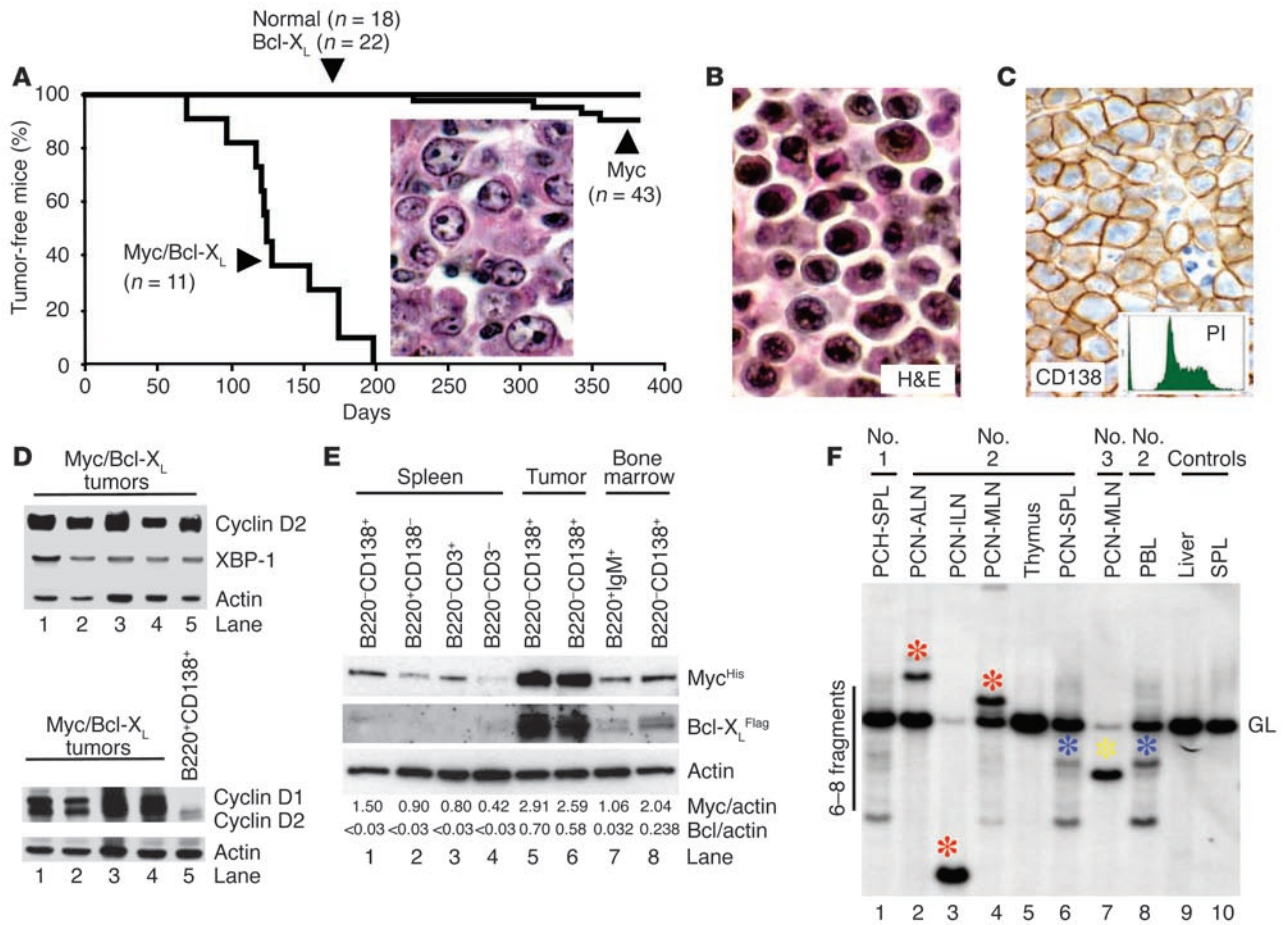 Normal (n = 18)
Bcl-XL (n = 22)
A
100
80
60
40
20
0
Tumor-free mice (%)
0 50 100 150 200 250 300 350 400
Days
Myc/Bcl-XL
(n = 11)
Myc
(n = 43)
B
H&E
C
CD138
PI
D
Myc/Bcl-XL
tumors
Cyclin D2
XBP-1
Actin
1 2 3 4 5 Lane
Myc/Bcl-XL
tumors
B220+CD138+
Cyclin D1
Cyclin D2
Actin
1 2 3 4 5 Lane
E
Spleen
Tumor
Bone
marrow
B220–CD138+
B220+CD138–
B220–CD3+
B220–CD3–
B220–CD138+
B220–CD138+
B220+IgM+
B220–CD138+
MycHis
Bcl-XLFlag
Actin
1.50 0.90 0.80 0.42 2.91 2.59 1.06 2.04 Myc/actin
<0.03 <0.03 <0.03 <0.03 0.70 0.58 0.032 0.238 Bcl/actin
1 2 3 4 5 6 7 8 Lane
F
No.
1
No.
2
No.
3
No.
2
Controls
PCH-SPL
PCN-ALN
PCN-ILN
PCN-MLN
Thymus
PCN-SPL
PCN-MLN
PBL
Liver
SPL
6–8 fragments
GL
1 2 3 4 5 6 7 8 9 10